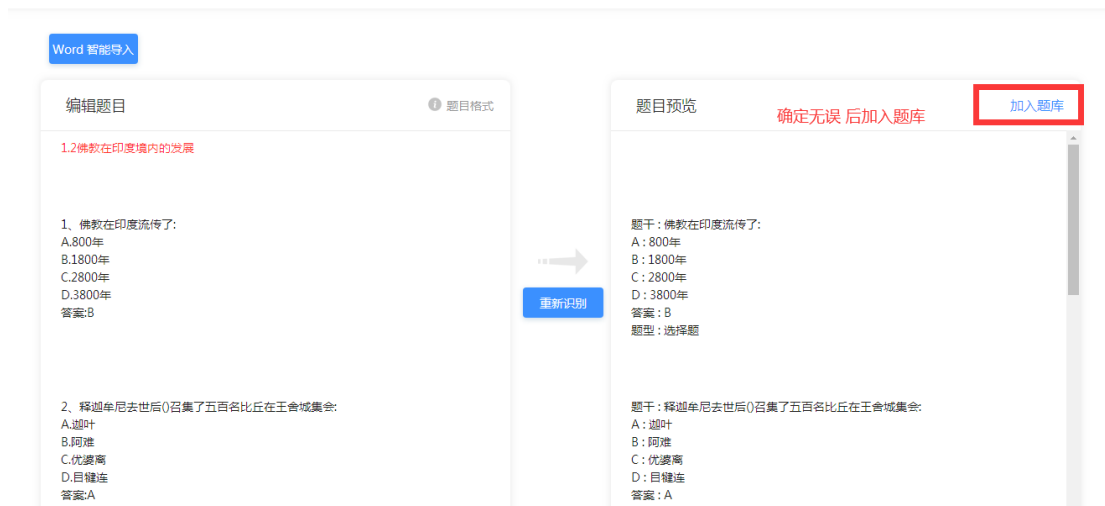 Word 智能导入
编辑题目
题目格式
1.2佛教在印度境内的发展
1、佛教在印度流传了:
A.800年
B.1800年
C.2800年
D.3800年
答案:B
2、释迦牟尼去世后()召集了五百名比丘在王舍城集会:
A.迦叶
B.阿难
C.优婆离
D.目犍连
答案:A
重新识别
题目预览
确定无误 后加入题库
加入题库
题干 : 佛教在印度流传了:
A : 800年
B : 1800年
C : 2800年
D : 3800年
答案 : B
题型 : 选择题
题干 : 释迦牟尼去世后()召集了五百名比丘在王舍城集会:
A : 迦叶
B : 阿难
C : 优婆离
D : 目犍连
答案 : A